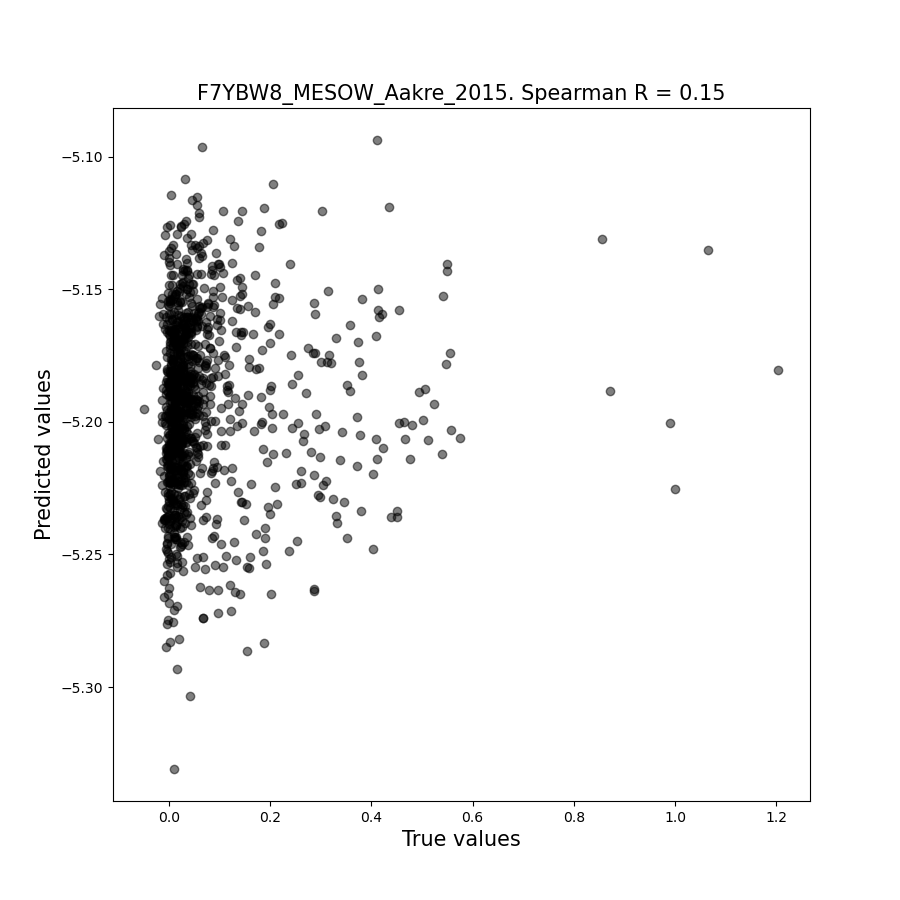 F7YBW8_MESOW_Aakre_2015. Spearman R = 0.15
−5.10
−5.15
−5.20
−5.25
−5.30
Predicted values
0.0 0.2 0.4 0.6 0.8 1.0 1.2
True values